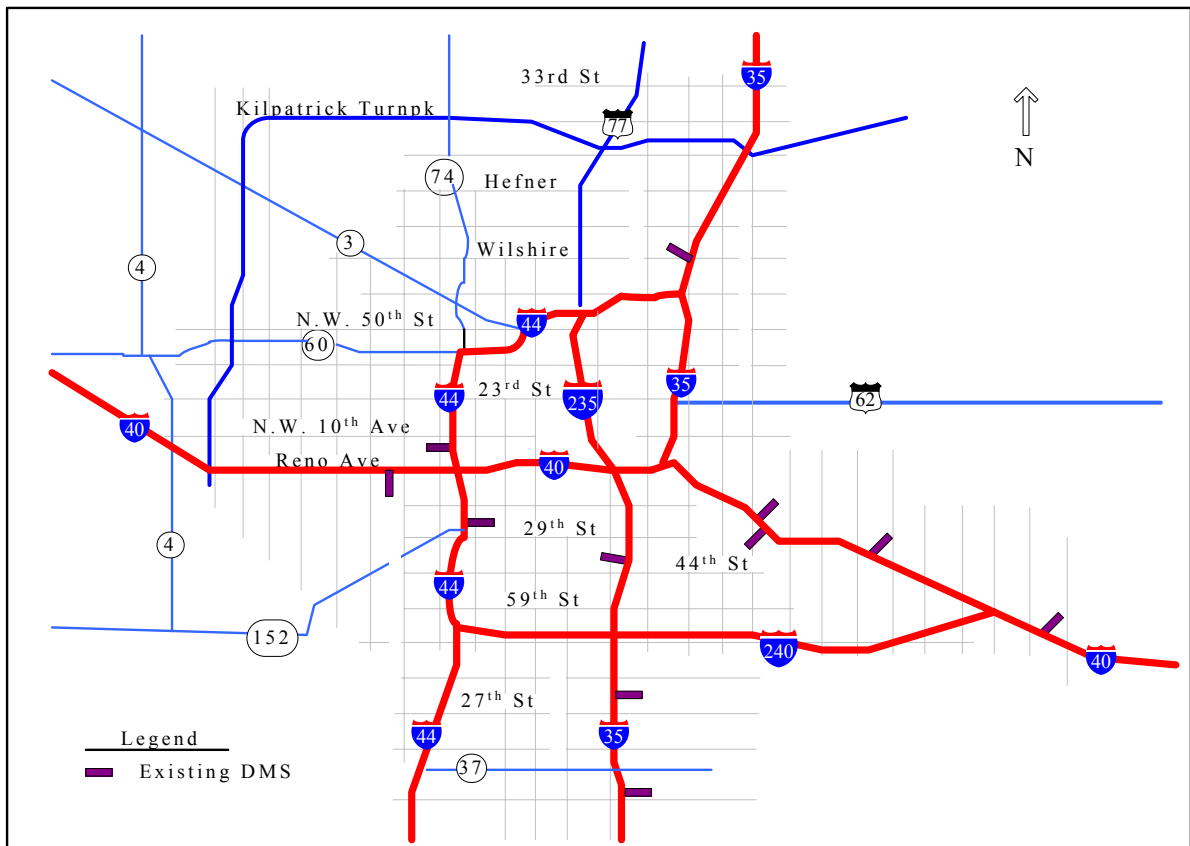 33rd St
35
Kilpatrick Turnpk
77
N
74
Hefner
3
Wilshire
4
N.W. 50th St
44
60
23rd St
35
44
235
62
40
N.W. 10th Ave
Reno Ave
40
29th St
4
44th St
44
59th St
152
240
40
27th St
44
35
Legend
37
Existing DMS